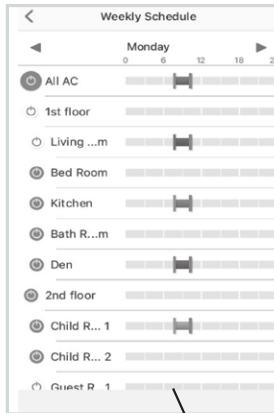 Weekly Schedule
Monday
0 6 12 18 2
All AC
1st floor
Living ...m
Bed Room
Kitchen
Bath R...m
Den
2nd floor
Child R... 1
Child R... 2
Guest R...1